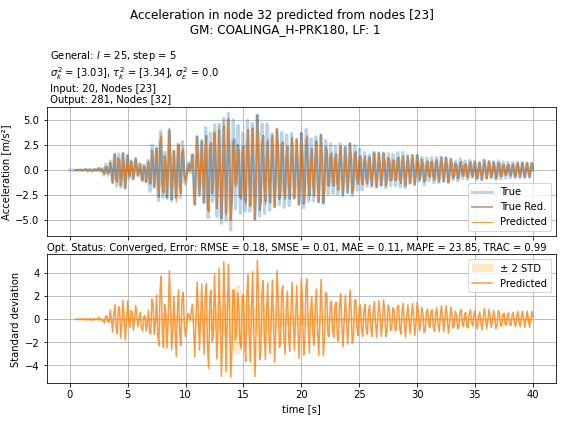 Acceleration in node 32 predicted from nodes [23]
GM: COALINGA_H-PRK180, LF: 1
General: l = 25, step = 5
σ²ₖ = [3.03], τ²ₖ = [3.34], σ²ε = 0.0
Input: 20, Nodes [23]
Output: 281, Nodes [32]
Acceleration [m/s²]
5.0
2.5
0.0
−2.5
−5.0
True
True Red.
Predicted
Opt. Status: Converged, Error: RMSE = 0.18, SMSE = 0.01, MAE = 0.11, MAPE = 23.85, TRAC = 0.99
Standard deviation
4
2
0
−2
−4
± 2 STD
Predicted
0 5 10 15 20 25 30 35 40
time [s]